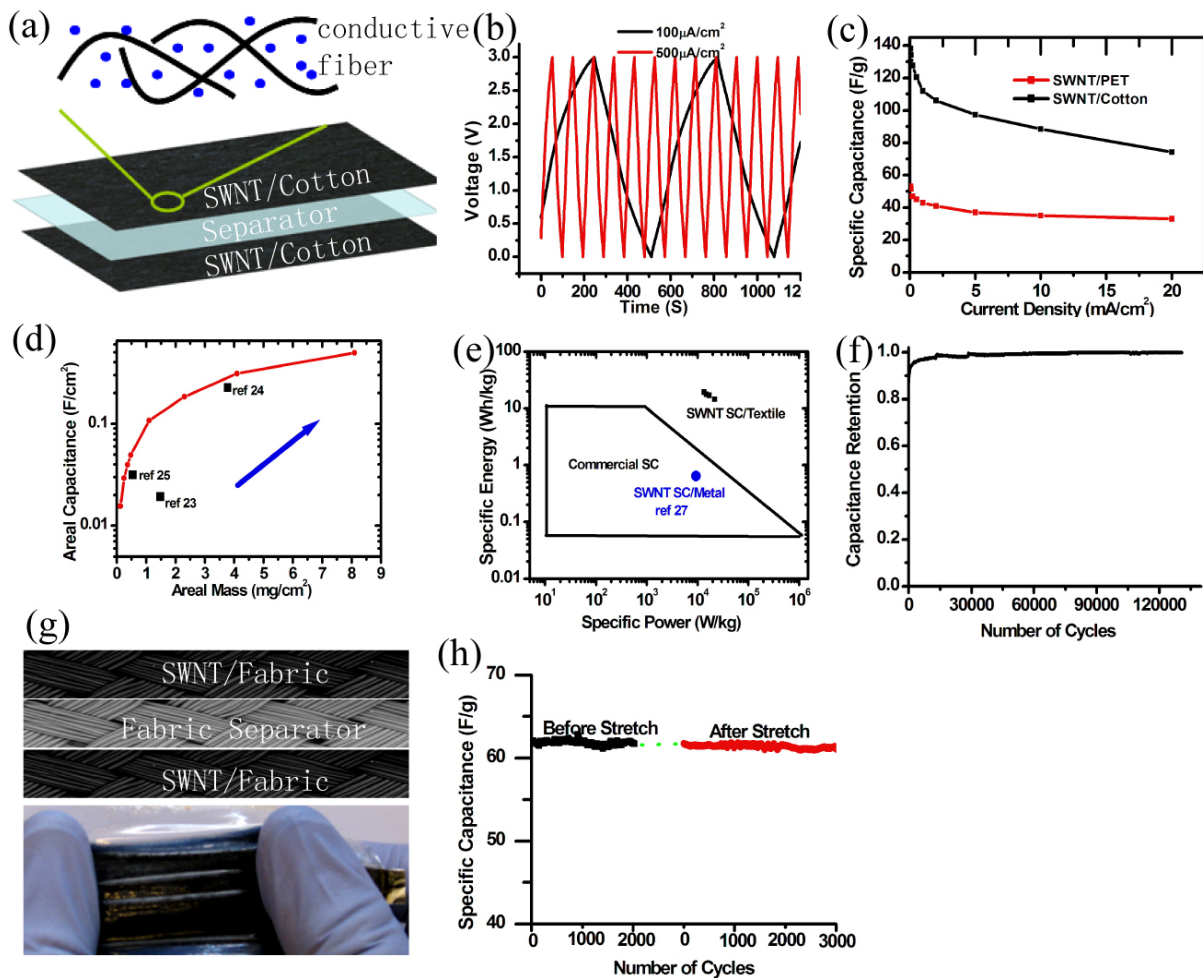 (a)
conductive
fiber
SWNT/Cotton
Separator
SWNT/Cotton
(b)
100μA/cm²
500μA/cm²
3.0
2.5
2.0
1.5
1.0
0.5
0.0
Voltage (V)
0 200 400 600 800 1000 1200
Time (S)
(c)
140
120
100
80
60
40
20
0
Specific Capacitance (F/g)
SWNT/PET
SWNT/Cotton
0 5 10 15 20
Current Density (mA/cm²)
(d)
0.1
0.01
Areal Capacitance (F/cm²)
ref 24
ref 25
ref 23
0 1 2 3 4 5 6 7 8 9
Areal Mass (mg/cm²)
(e)
100
10
1
0.1
0.01
Specific Energy (Wh/kg)
SWNT SC/Textile
Commercial SC
SWNT SC/Metal
ref 27
10¹ 10² 10³ 10⁴ 10⁵ 10⁶
Specific Power (W/kg)
(f)
1.0
0.8
0.6
0.4
0.2
0.0
Capacitance Retention
0 30000 60000 90000 120000
Number of Cycles
(g)
SWNT/Fabric
Fabric Separator
SWNT/Fabric
(h)
70
60
50
40
Specific Capacitance (F/g)
Before Stretch
After Stretch
0 1000 2000 0 1000 2000 3000
Number of Cycles